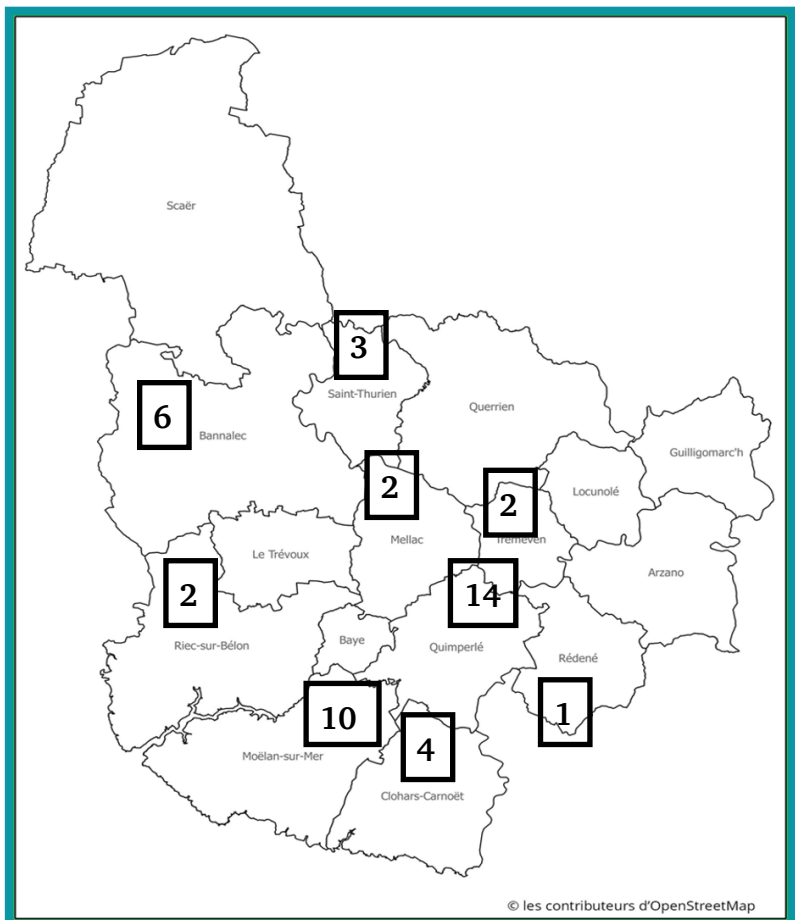 Scaër
3
Saint-Thurien
Querrien
6
Bannalec
Guilligomarc'h
2
2
Locunolé
Mellac
Tréméven
Le Trévoux
Arzano
2
14
Riec-sur-Bélon
Baye
Quimperlé
Rédené
10
1
4
Moëlan-sur-Mer
Clohars-Carnoët
© les contributeurs d'OpenStreetMap